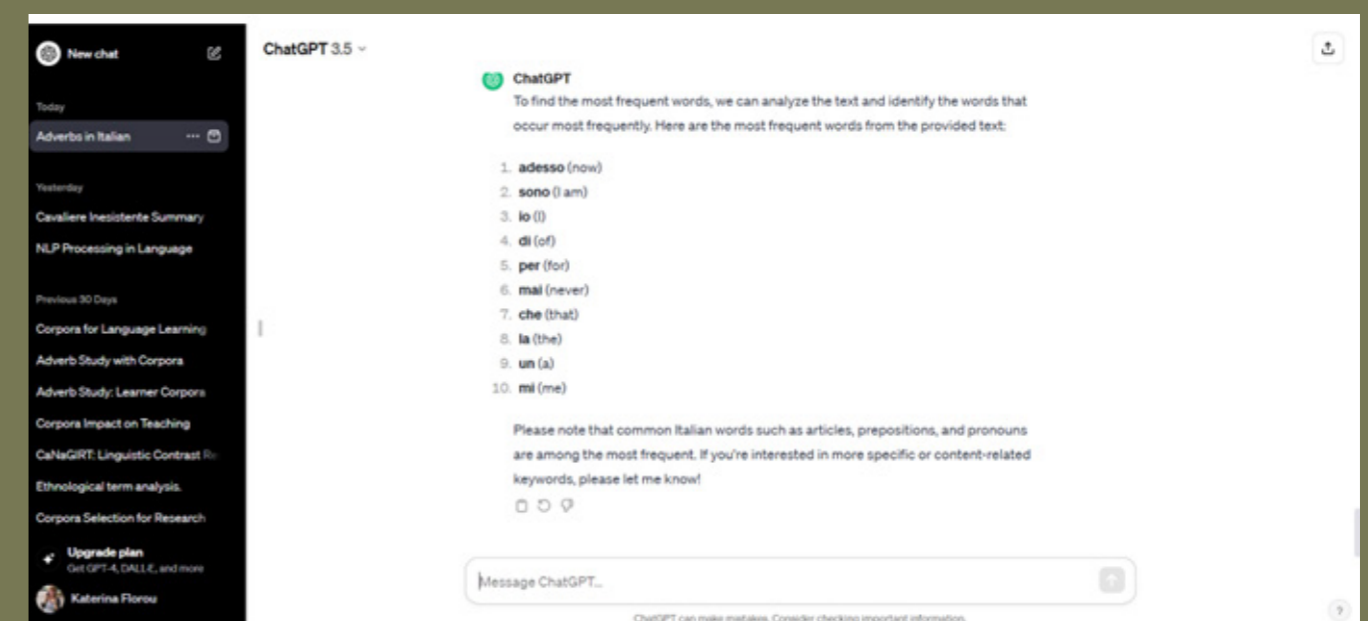 New chat
Today
Adverbs in Italian
Yesterday
Cavaliere Inesistente Summary
NLP Processing in Language
Previous 30 Days
Corpora for Language Learning
Adverb Study with Corpora
Adverb Study: Learner Corpora
Corpora Impact on Teaching
CaNaGIRT: Linguistic Contrast Re
Ethnological term analysis.
Corpora Selection for Research
Upgrade plan
Get GPT-4, DALL·E, and more
Katerina Florou
ChatGPT 3.5
ChatGPT
To find the most frequent words, we can analyze the text and identify the words that
occur most frequently. Here are the most frequent words from the provided text:
1. adesso (now)
2. sono (I am)
3. io (I)
4. di (of)
5. per (for)
6. mai (never)
7. che (that)
8. la (the)
9. un (a)
10. mi (me)
Please note that common Italian words such as articles, prepositions, and pronouns
are among the most frequent. If you're interested in more specific or content-related
keywords, please let me know!
Message ChatGPT...
ChatGPT can make mistakes. Consider checking important information.
?